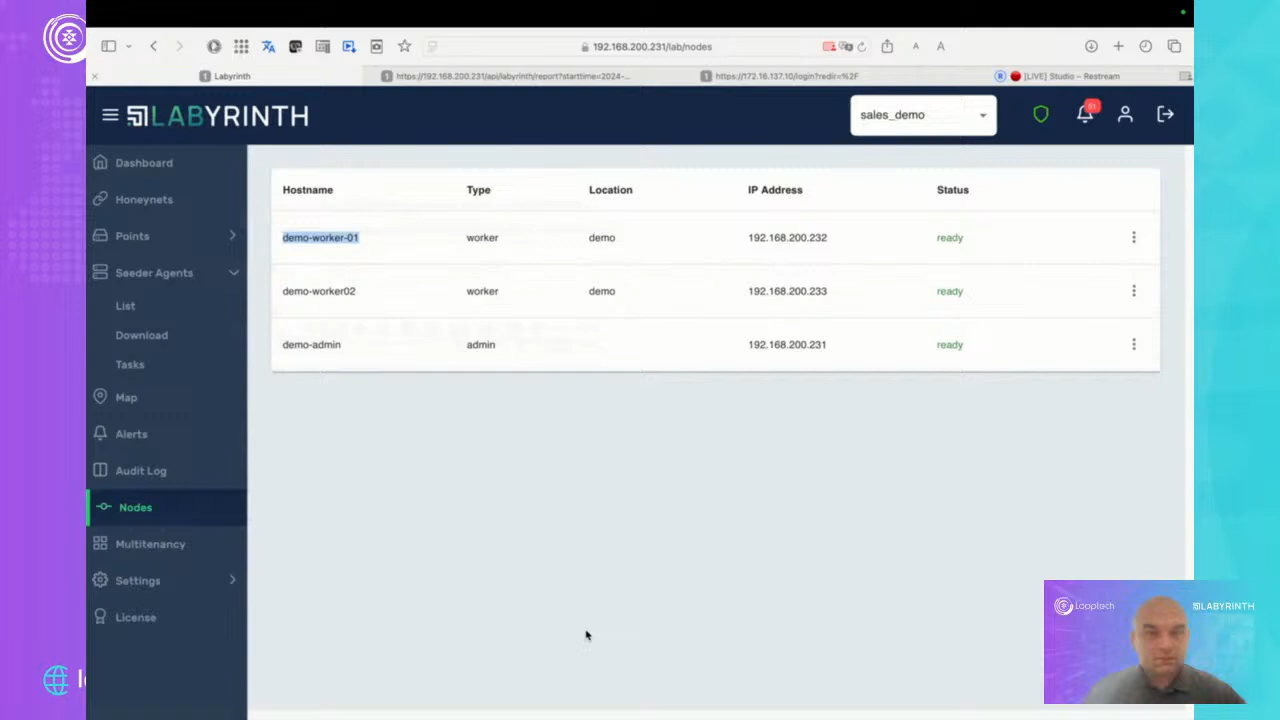 192.168.200.231/lab/nodes
A
A
1 Labyrinth
1 https://192.168.200.231/api/labyrinth/report?starttime=2024-...
1 https://172.16.137.10/login?redir=%2F
R [LIVE] Studio – Restream
LABYRINTH
sales_demo
Dashboard
Honeynets
Points
Seeder Agents
List
Download
Tasks
Map
Alerts
Audit Log
Nodes
Multitenancy
Settings
License
Hostname Type Location IP Address Status
demo-worker-01 worker demo 192.168.200.232 ready
demo-worker02 worker demo 192.168.200.233 ready
demo-admin admin 192.168.200.231 ready
Looptech
LABYRINTH